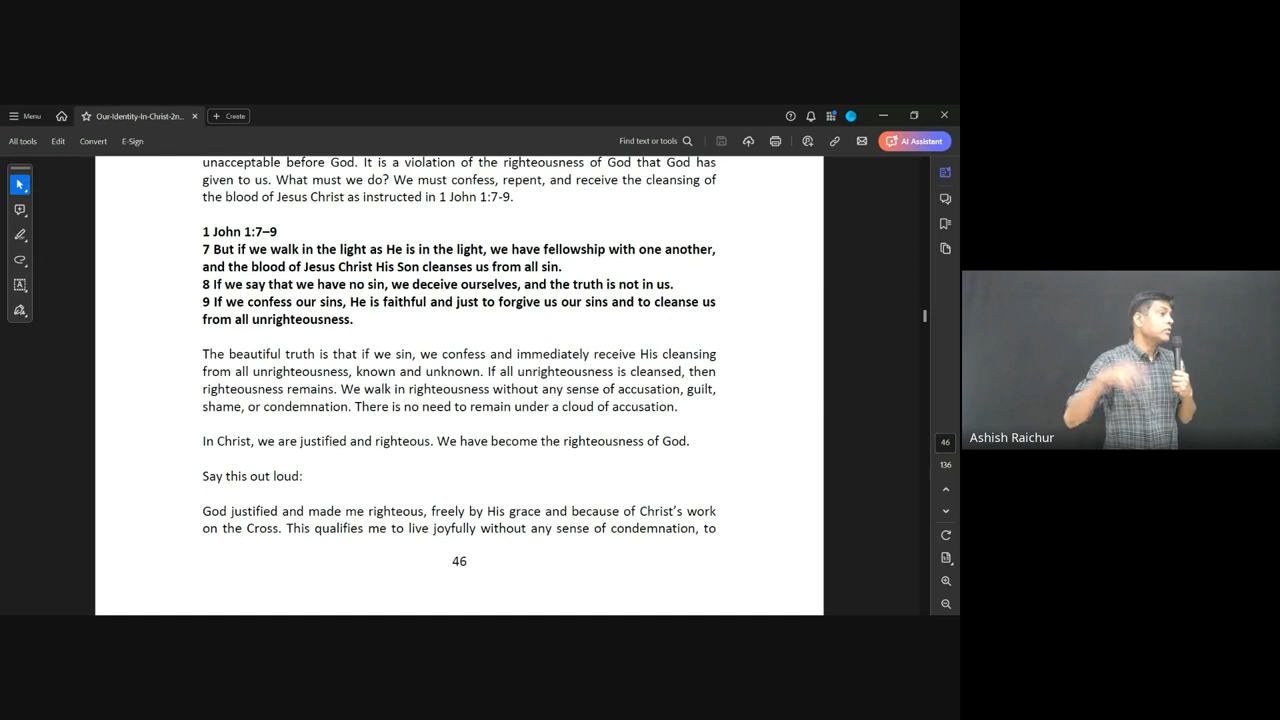 Menu
Our-Identity-In-Christ-2n...
Create
All tools
Edit
Convert
E-Sign
Find text or tools
AI Assistant
unacceptable before God. It is a violation of the righteousness of God that God has
given to us. What must we do? We must confess, repent, and receive the cleansing of
the blood of Jesus Christ as instructed in 1 John 1:7-9.
1 John 1:7–9
7 But if we walk in the light as He is in the light, we have fellowship with one another,
and the blood of Jesus Christ His Son cleanses us from all sin.
8 If we say that we have no sin, we deceive ourselves, and the truth is not in us.
9 If we confess our sins, He is faithful and just to forgive us our sins and to cleanse us
from all unrighteousness.
The beautiful truth is that if we sin, we confess and immediately receive His cleansing
from all unrighteousness, known and unknown. If all unrighteousness is cleansed, then
righteousness remains. We walk in righteousness without any sense of accusation, guilt,
shame, or condemnation. There is no need to remain under a cloud of accusation.
In Christ, we are justified and righteous. We have become the righteousness of God.
Say this out loud:
God justified and made me righteous, freely by His grace and because of Christ's work
on the Cross. This qualifies me to live joyfully without any sense of condemnation, to
46
46
136
Ashish Raichur